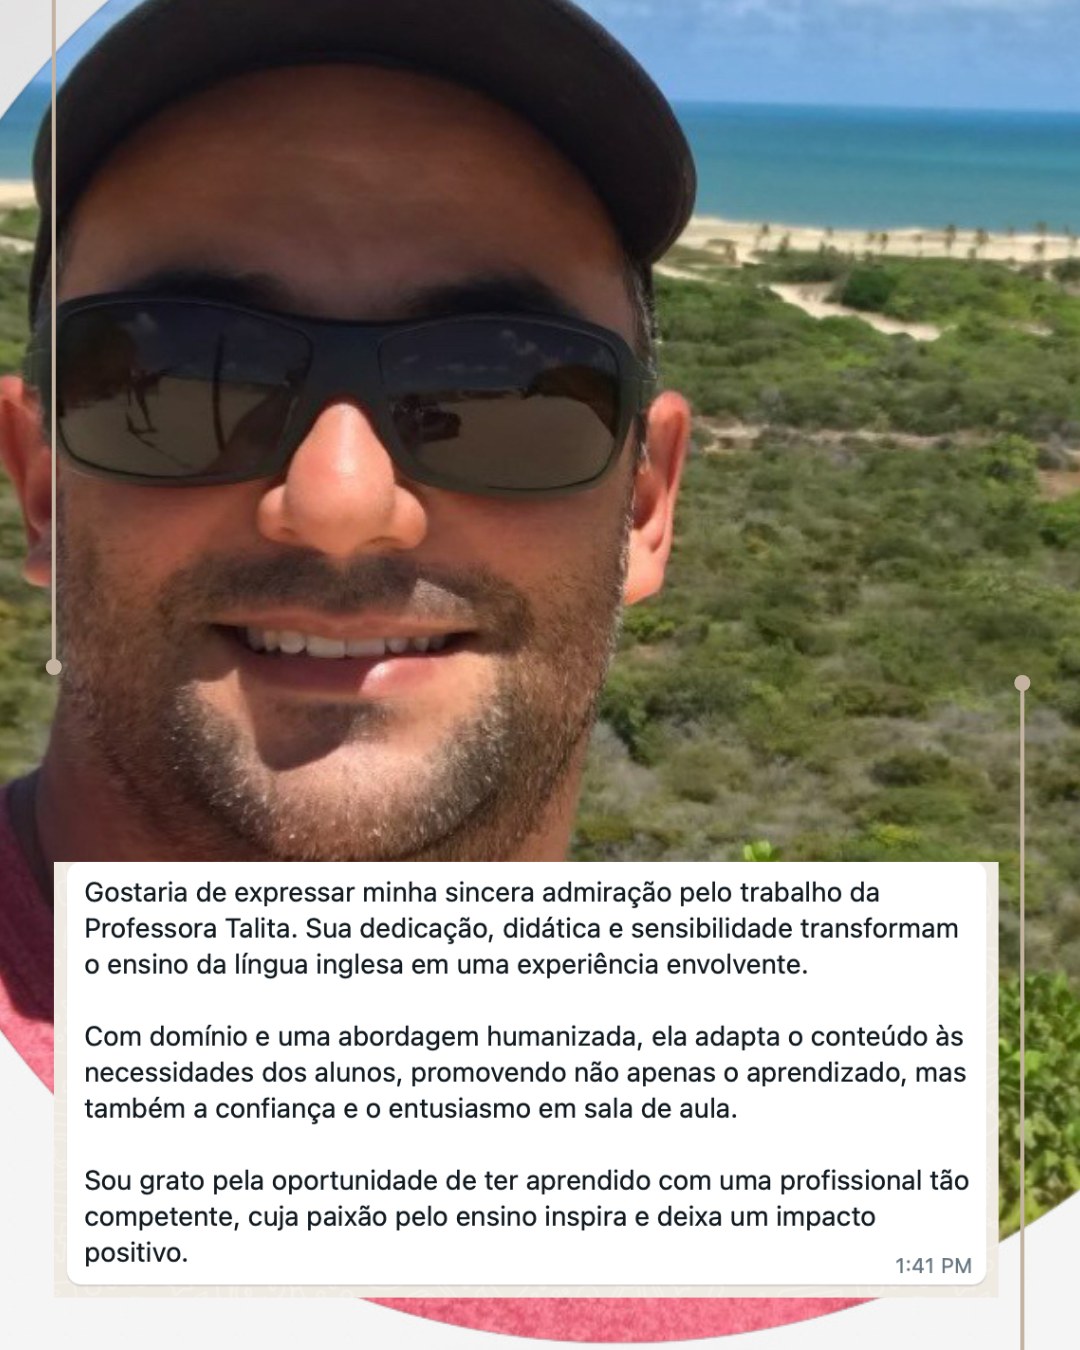 Gostaria de expressar minha sincera admiração pelo trabalho da
Professora Talita. Sua dedicação, didática e sensibilidade transformam
o ensino da língua inglesa em uma experiência envolvente.
Com domínio e uma abordagem humanizada, ela adapta o conteúdo às
necessidades dos alunos, promovendo não apenas o aprendizado, mas
também a confiança e o entusiasmo em sala de aula.
Sou grato pela oportunidade de ter aprendido com uma profissional tão
competente, cuja paixão pelo ensino inspira e deixa um impacto
positivo.
1:41 PM